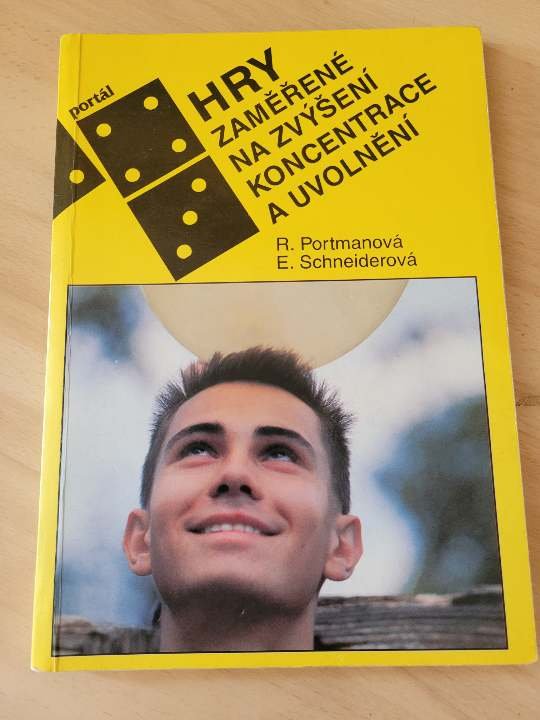 portál
HRY
ZAMĚŘENÉ
NA ZVÝŠENÍ
KONCENTRACE
A UVOLNĚNÍ
R. Portmanová
E. Schneiderová